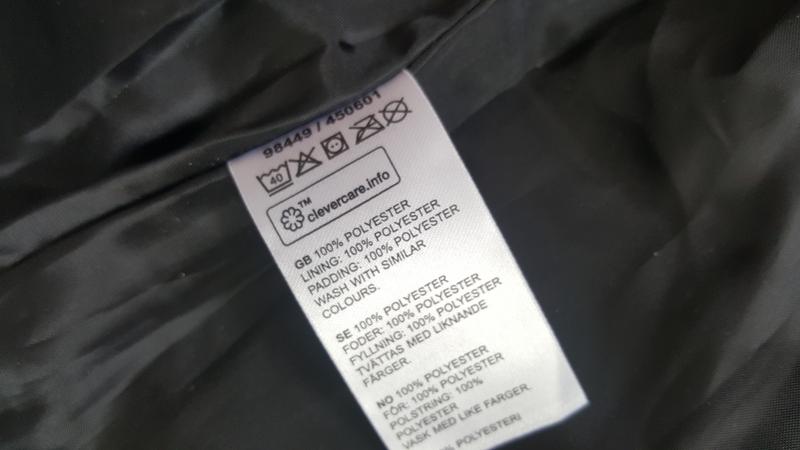 98449 / 450601
40
TM
clevercare.info
GB 100% POLYESTER
LINING: 100% POLYESTER
PADDING: 100% POLYESTER
WASH WITH SIMILAR
COLOURS.
SE 100% POLYESTER
FODER: 100% POLYESTER
FYLLNING: 100% POLYESTER
TVÄTTAS MED LIKNANDE
FÄRGER.
NO 100% POLYESTER
FÔR: 100% POLYESTER
POLSTRING: 100%
POLYESTER
VASK MED LIKE FARGER.
% POLYESTERI